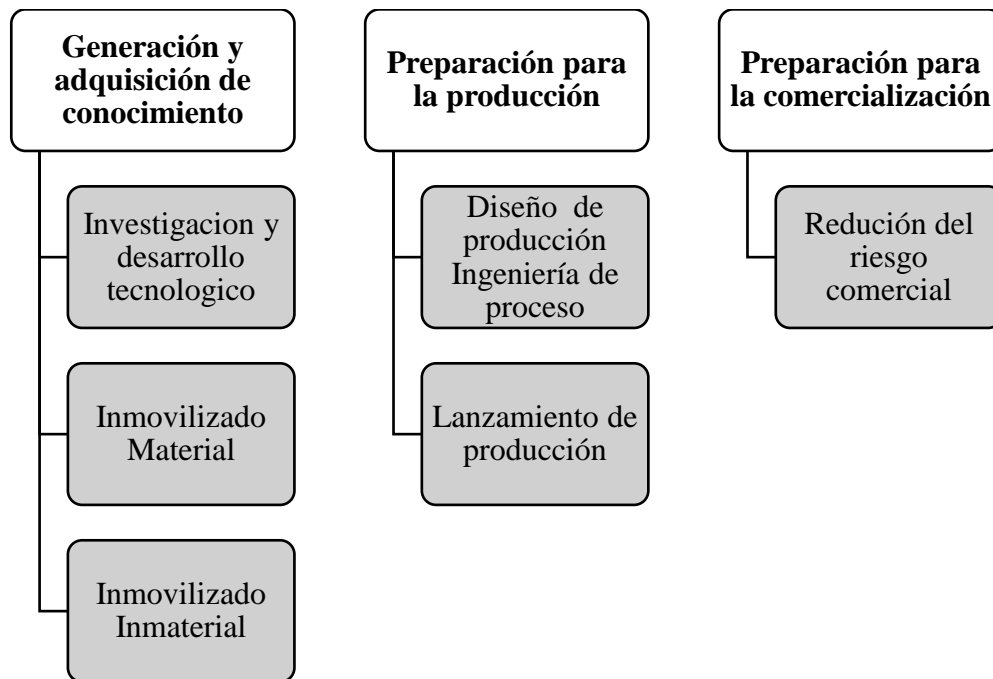 Generación y
adquisición de
conocimiento
Investigacion y
desarrollo
tecnologico
Inmovilizado
Material
Inmovilizado
Inmaterial
Preparación para
la producción
Diseño de
producción
Ingeniería de
proceso
Lanzamiento de
producción
Preparación para
la comercialización
Redución del
riesgo
comercial